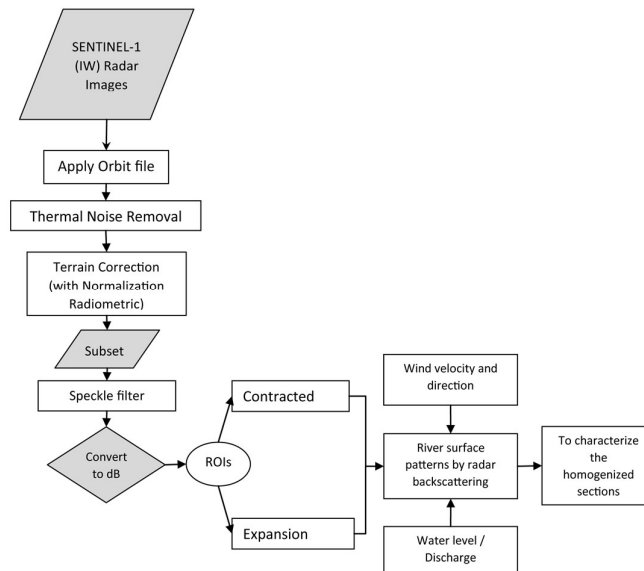 SENTINEL-1
(IW) Radar
Images
Apply Orbit file
Thermal Noise Removal
Terrain Correction
(with Normalization
Radiometric)
Subset
Speckle filter
Convert
to dB
ROIs
Contracted
Expansion
Wind velocity and
direction
River surface
patterns by radar
backscattering
Water level /
Discharge
To characterize
the
homogenized
sections